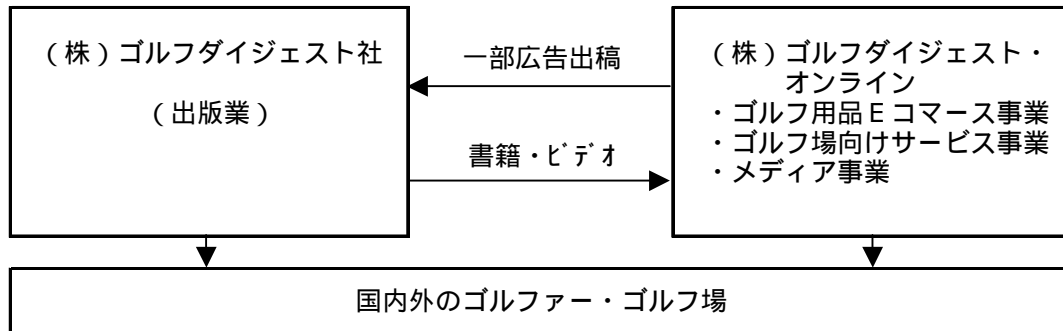 （株）ゴルフダイジェスト社
（出版業）
一部広告出稿
書籍・ﾋﾞﾃﾞｵ
（株）ゴルフダイジェスト・
オンライン
・ゴルフ用品Ｅコマース事業
・ゴルフ場向けサービス事業
・メディア事業
国内外のゴルファー・ゴルフ場